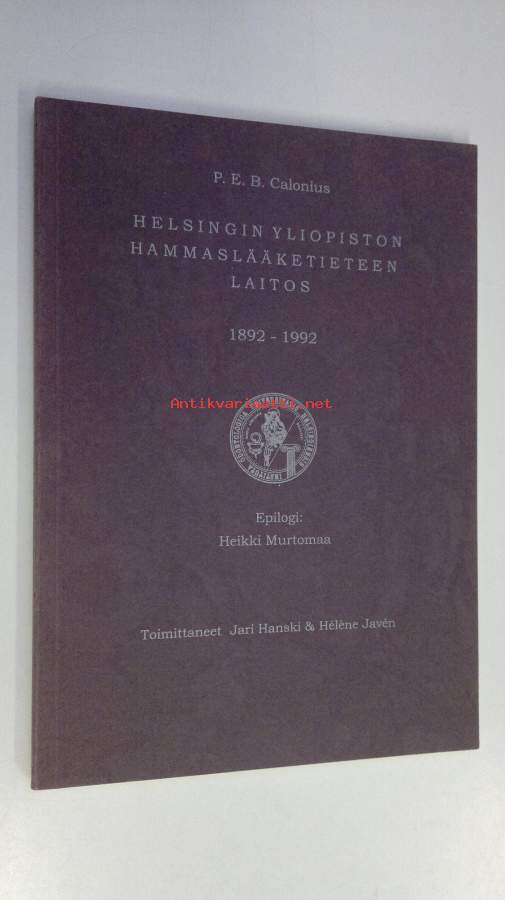 P. E. B. Calonius
HELSINGIN YLIOPISTON
HAMMASLÄÄKETIETEEN
LAITOS
1892 - 1992
Antikvariaatti.net
Epilogi:
Heikki Murtomaa
Toimittaneet Jari Hanski & Hélène Javén